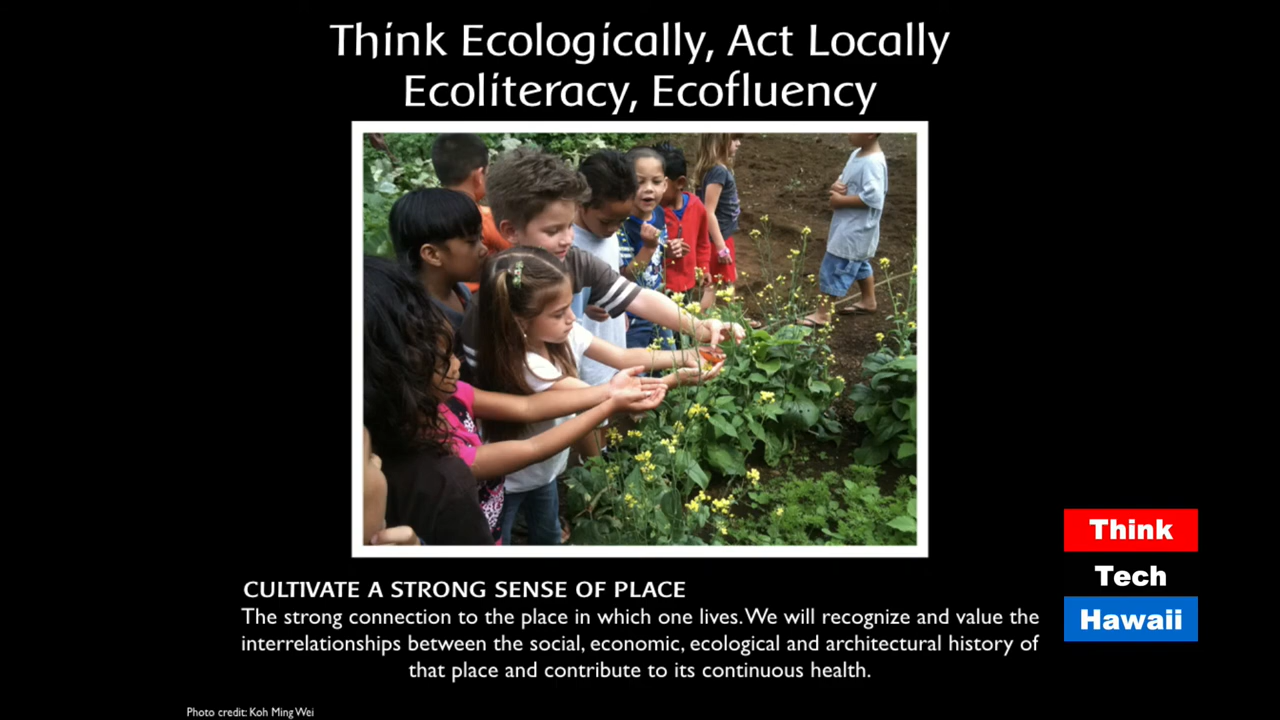 Think Ecologically, Act Locally
Ecoliteracy, Ecofluency
CULTIVATE A STRONG SENSE OF PLACE
The strong connection to the place in which one lives. We will recognize and value the
interrelationships between the social, economic, ecological and architectural history of
that place and contribute to its continuous health.
Think
Tech
Hawaii
Photo credit: Koh Ming Wei